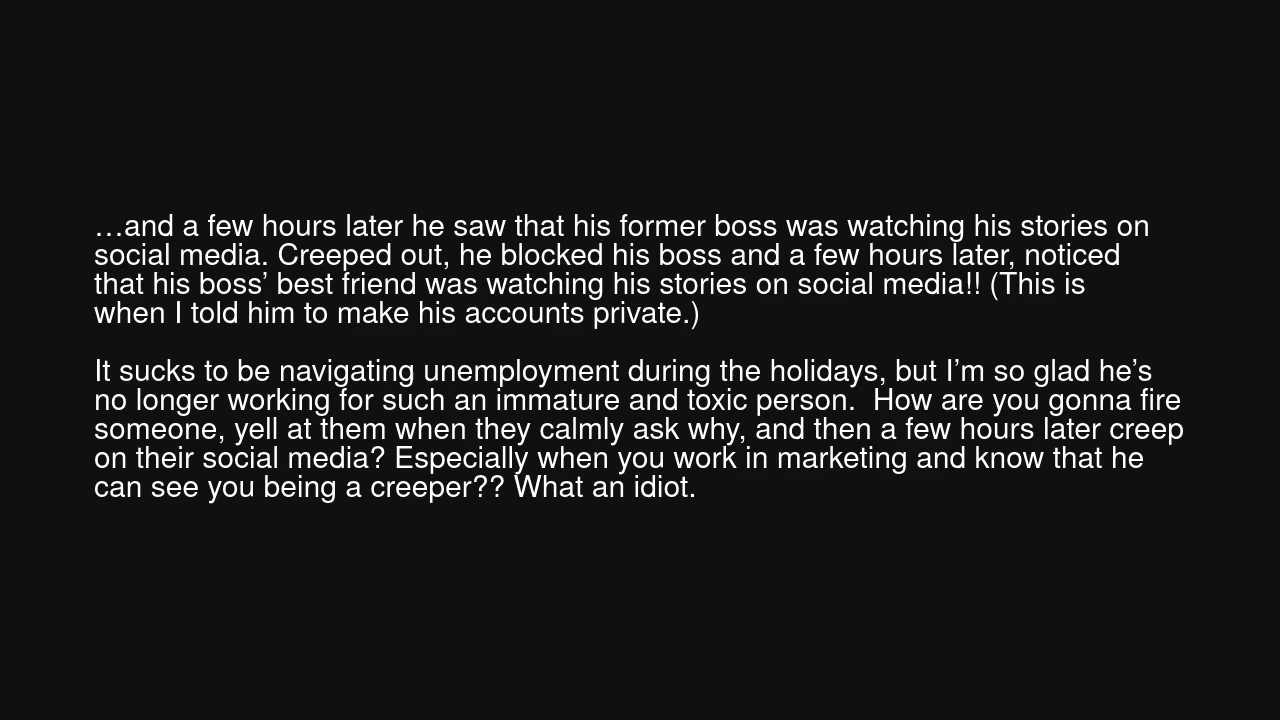 …and a few hours later he saw that his former boss was watching his stories on
social media. Creeped out, he blocked his boss and a few hours later, noticed
that his boss’ best friend was watching his stories on social media!! (This is
when I told him to make his accounts private.)

It sucks to be navigating unemployment during the holidays, but I’m so glad he’s
no longer working for such an immature and toxic person.  How are you gonna fire
someone, yell at them when they calmly ask why, and then a few hours later creep
on their social media? Especially when you work in marketing and know that he
can see you being a creeper?? What an idiot.